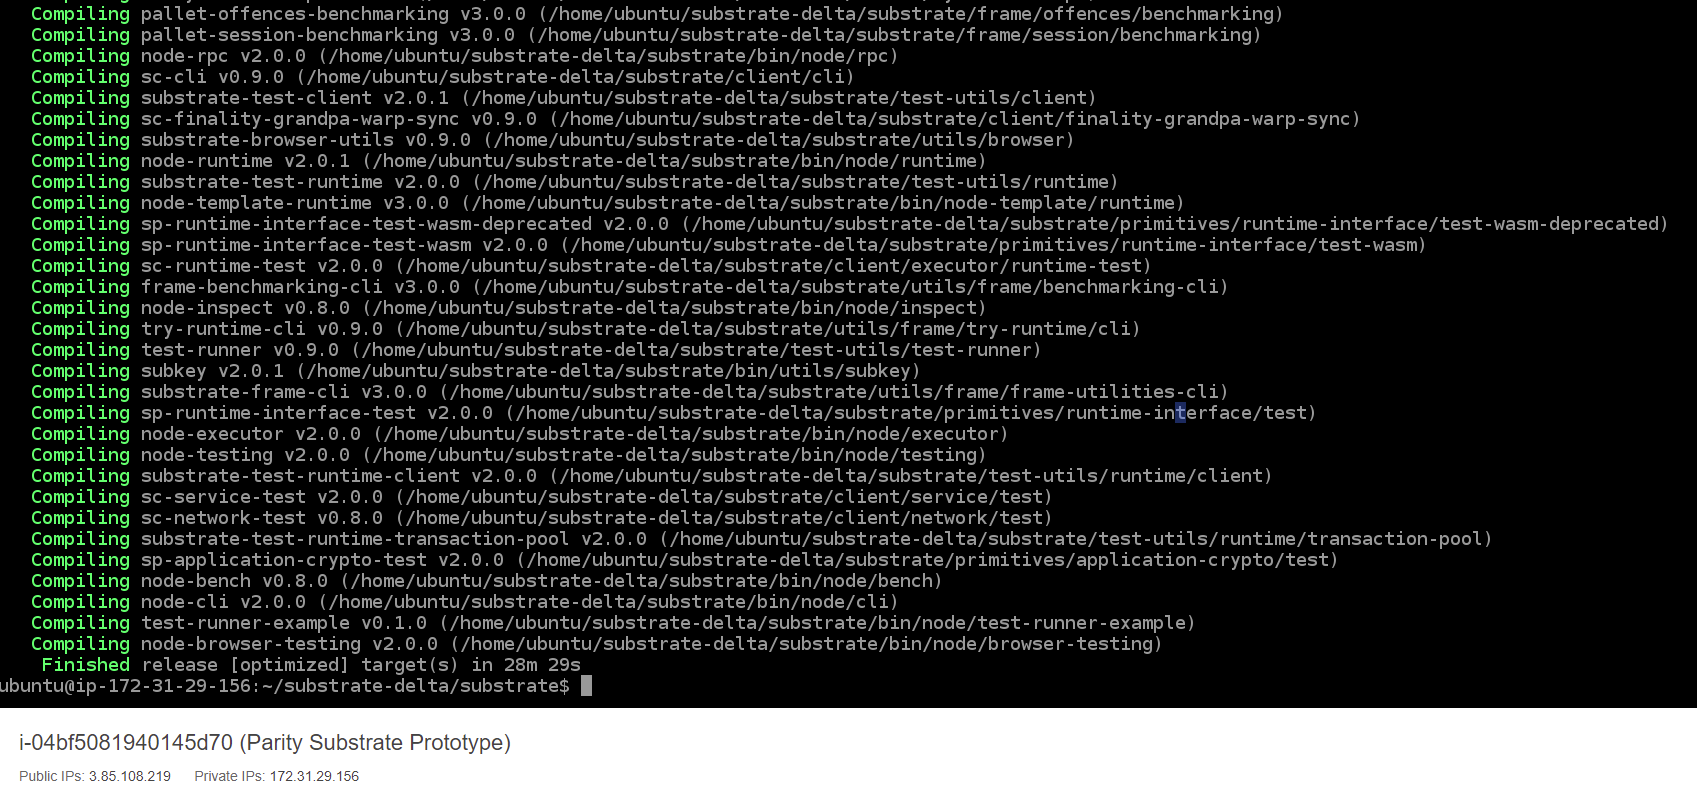 Compiling pallet-offences-benchmarking v3.0.0 (/home/ubuntu/substrate-delta/substrate/frame/offences/benchmarking)
Compiling pallet-session-benchmarking v3.0.0 (/home/ubuntu/substrate-delta/substrate/frame/session/benchmarking)
Compiling node-rpc v2.0.0 (/home/ubuntu/substrate-delta/substrate/bin/node/rpc)
Compiling sc-cli v0.9.0 (/home/ubuntu/substrate-delta/substrate/client/cli)
Compiling substrate-test-client v2.0.1 (/home/ubuntu/substrate-delta/substrate/test-utils/client)
Compiling sc-finality-grandpa-warp-sync v0.9.0 (/home/ubuntu/substrate-delta/substrate/client/finality-grandpa-warp-sync)
Compiling substrate-browser-utils v0.9.0 (/home/ubuntu/substrate-delta/substrate/utils/browser)
Compiling node-runtime v2.0.1 (/home/ubuntu/substrate-delta/substrate/bin/node/runtime)
Compiling substrate-test-runtime v2.0.0 (/home/ubuntu/substrate-delta/substrate/test-utils/runtime)
Compiling node-template-runtime v3.0.0 (/home/ubuntu/substrate-delta/substrate/bin/node-template/runtime)
Compiling sp-runtime-interface-test-wasm-deprecated v2.0.0 (/home/ubuntu/substrate-delta/substrate/primitives/runtime-interface/test-wasm-deprecated)
Compiling sp-runtime-interface-test-wasm v2.0.0 (/home/ubuntu/substrate-delta/substrate/primitives/runtime-interface/test-wasm)
Compiling sc-runtime-test v2.0.0 (/home/ubuntu/substrate-delta/substrate/client/executor/runtime-test)
Compiling frame-benchmarking-cli v3.0.0 (/home/ubuntu/substrate-delta/substrate/utils/frame/benchmarking-cli)
Compiling node-inspect v0.8.0 (/home/ubuntu/substrate-delta/substrate/bin/node/inspect)
Compiling try-runtime-cli v0.9.0 (/home/ubuntu/substrate-delta/substrate/utils/frame/try-runtime/cli)
Compiling test-runner v0.9.0 (/home/ubuntu/substrate-delta/substrate/test-utils/test-runner)
Compiling subkey v2.0.1 (/home/ubuntu/substrate-delta/substrate/bin/utils/subkey)
Compiling substrate-frame-cli v3.0.0 (/home/ubuntu/substrate-delta/substrate/utils/frame/frame-utilities-cli)
Compiling sp-runtime-interface-test v2.0.0 (/home/ubuntu/substrate-delta/substrate/primitives/runtime-interface/test)
Compiling node-executor v2.0.0 (/home/ubuntu/substrate-delta/substrate/bin/node/executor)
Compiling node-testing v2.0.0 (/home/ubuntu/substrate-delta/substrate/bin/node/testing)
Compiling substrate-test-runtime-client v2.0.0 (/home/ubuntu/substrate-delta/substrate/test-utils/runtime/client)
Compiling sc-service-test v2.0.0 (/home/ubuntu/substrate-delta/substrate/client/service/test)
Compiling sc-network-test v0.8.0 (/home/ubuntu/substrate-delta/substrate/client/network/test)
Compiling substrate-test-runtime-transaction-pool v2.0.0 (/home/ubuntu/substrate-delta/substrate/test-utils/runtime/transaction-pool)
Compiling sp-application-crypto-test v2.0.0 (/home/ubuntu/substrate-delta/substrate/primitives/application-crypto/test)
Compiling node-bench v0.8.0 (/home/ubuntu/substrate-delta/substrate/bin/node/bench)
Compiling node-cli v2.0.0 (/home/ubuntu/substrate-delta/substrate/bin/node/cli)
Compiling test-runner-example v0.1.0 (/home/ubuntu/substrate-delta/substrate/bin/node/test-runner-example)
Compiling node-browser-testing v2.0.0 (/home/ubuntu/substrate-delta/substrate/bin/node/browser-testing)
Finished release [optimized] target(s) in 28m 29s
ubuntu@ip-172-31-29-156:~/substrate-delta/substrate$
i-04bf5081940145d70 (Parity Substrate Prototype)
Public IPs: 3.85.108.219 Private IPs: 172.31.29.156